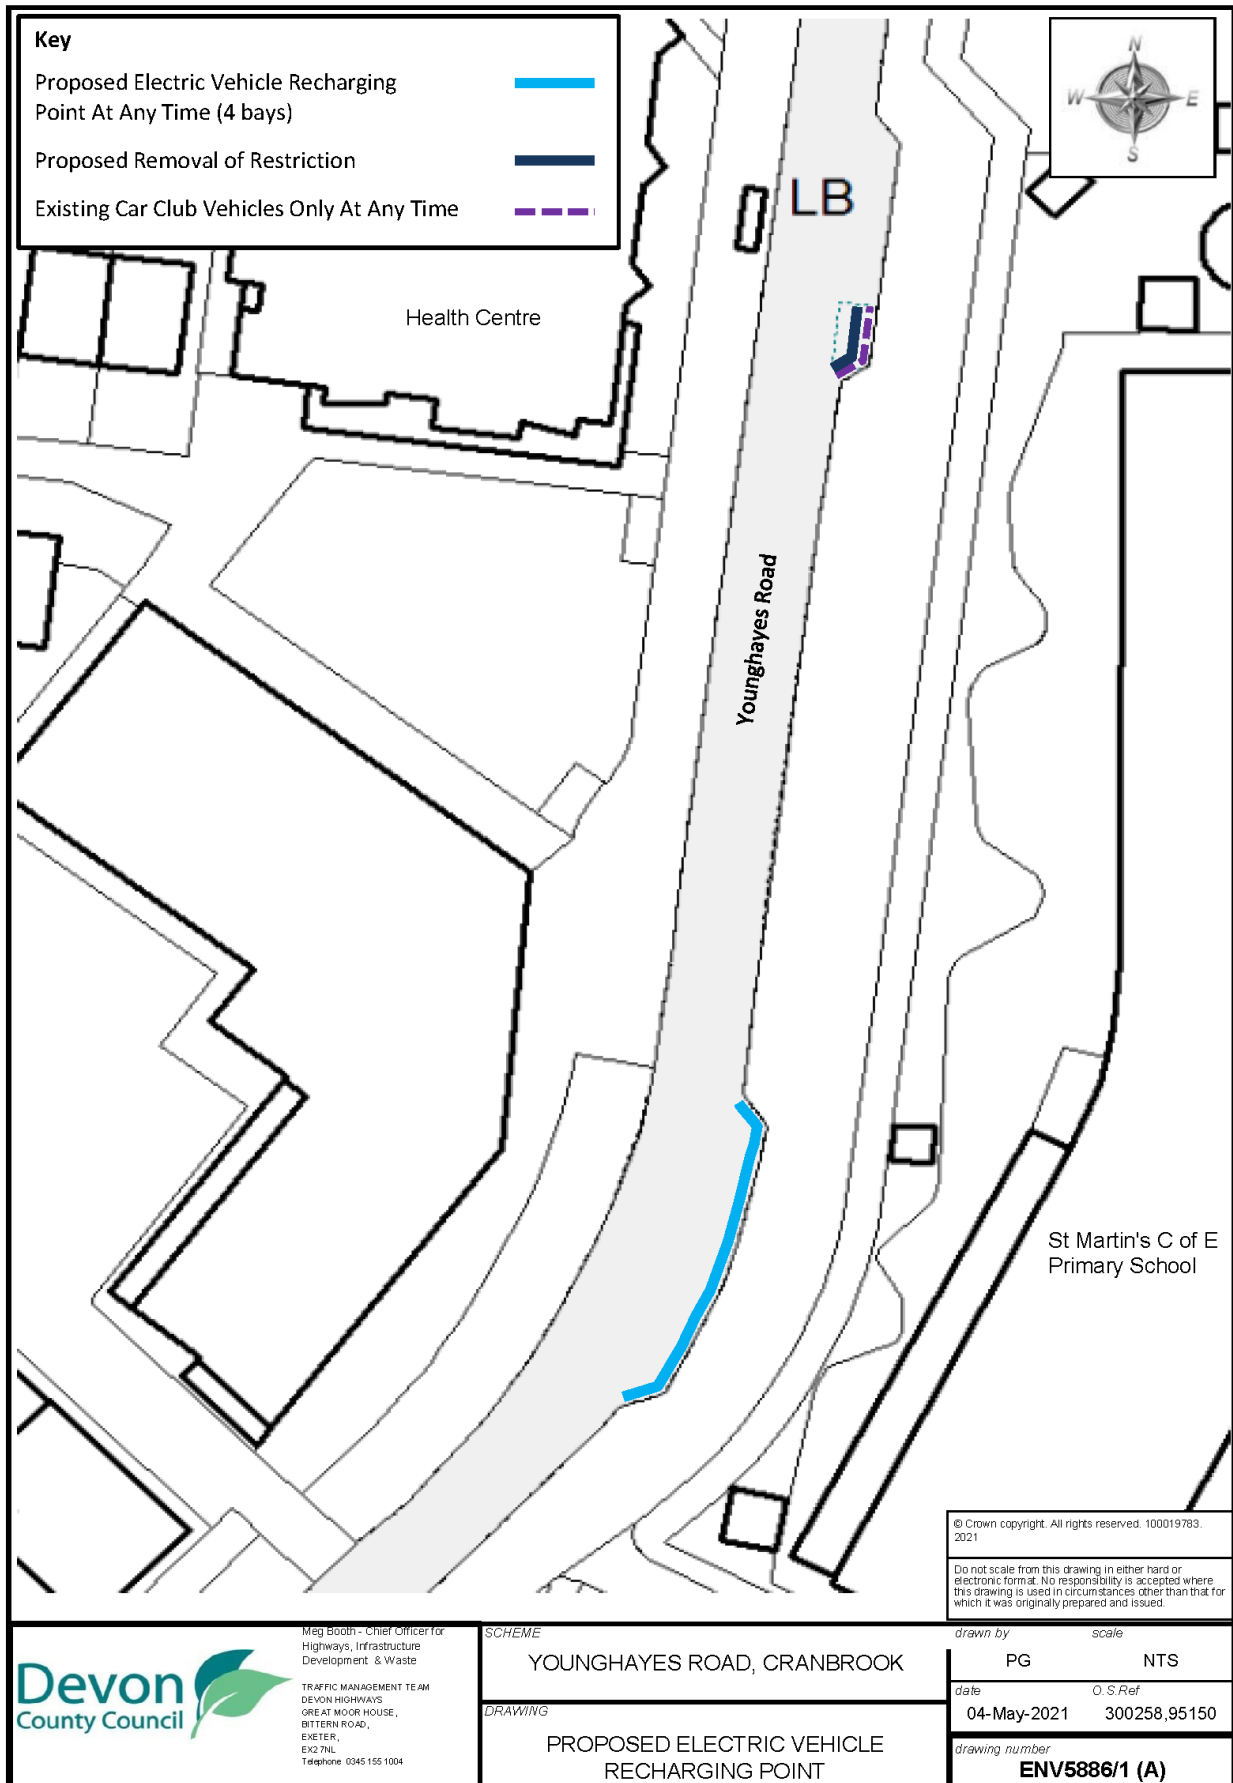 Key
Proposed Electric Vehicle Recharging
Point At Any Time (4 bays)
Proposed Removal of Restriction
Existing Car Club Vehicles Only At Any Time
N
W
E
S
LB
Health Centre
Younghayes Road
St Martin's C of E
Primary School
© Crown copyright. All rights reserved. 100019783.
2021
Do not scale from this drawing in either hard or
electronic format. No responsibility is accepted where
this drawing is used in circumstances other than that for
which it was originally prepared and issued.
Devon
County Council
Meg Booth - Chief Officer for
Highways, Infrastructure
Development & Waste
TRAFFIC MANAGEMENT TEAM
DEVON HIGHWAYS
GREAT MOOR HOUSE,
BITTERN ROAD,
EXETER,
EX2 7NL
Telephone 0345 155 1004
SCHEME
YOUNGHAYES ROAD, CRANBROOK
DRAWING
PROPOSED ELECTRIC VEHICLE
RECHARGING POINT
drawn by
scale
PG
NTS
date
O.S.Ref
04-May-2021
300258,95150
drawing number
ENV5886/1 (A)